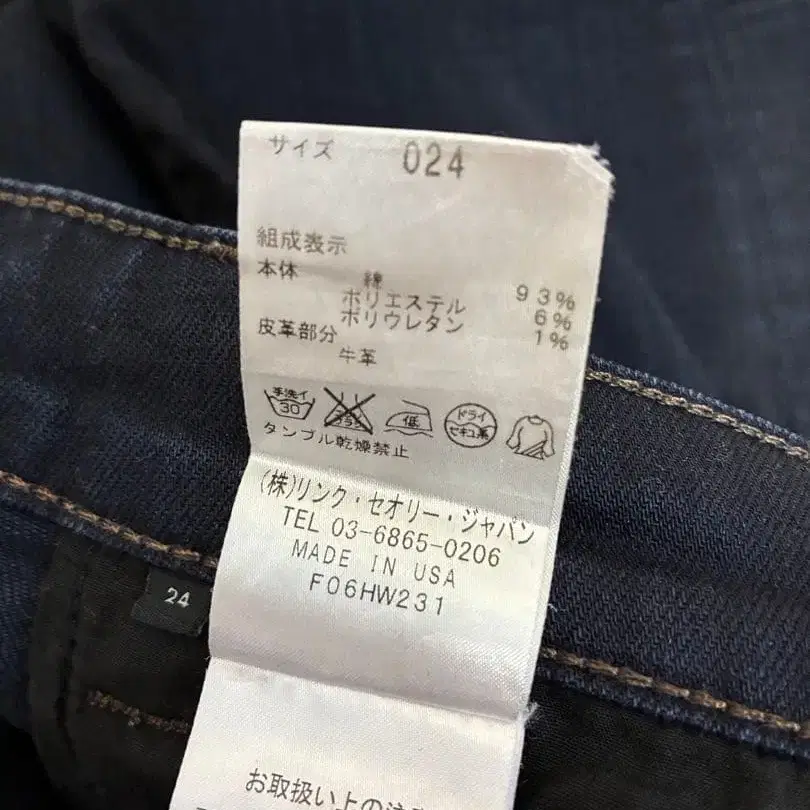 サイズ 024
組成表示
本体 綿 93%
ポリエステル 6%
ポリウレタン 1%
皮革部分
牛革
手洗イ 30 低 ドライ セキユ系
タンブル乾燥禁止
(株)リンク・セオリー・ジャパン
TEL 03-6865-0206
MADE IN USA
F06HW231
24
お取扱い上の注